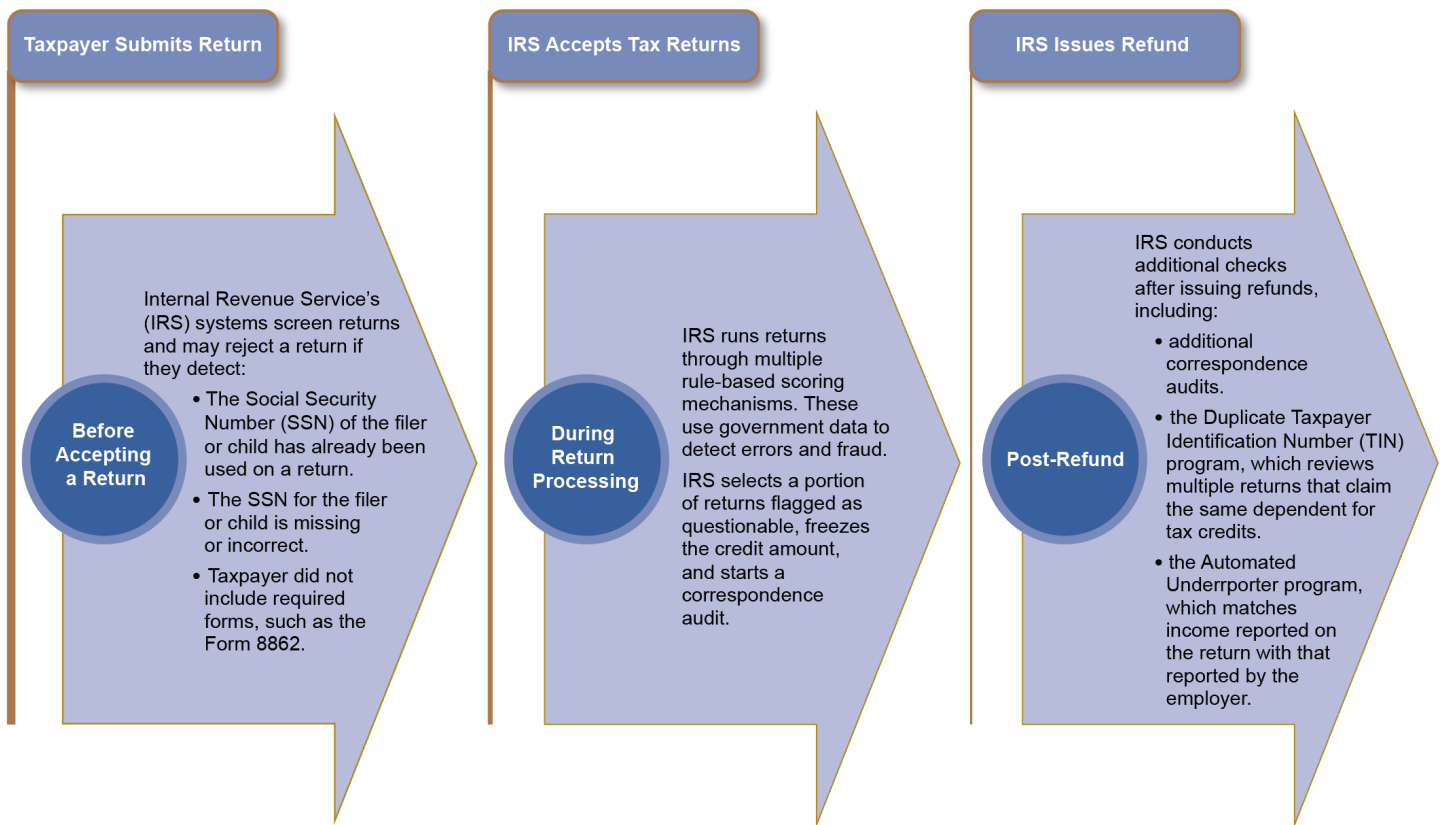 Taxpayer Submits Return
Internal Revenue Service's
(IRS) systems screen returns
and may reject a return if
they detect:
• The Social Security
Number (SSN) of the filer
or child has already been
used on a return.
• The SSN for the filer
or child is missing
or incorrect.
• Taxpayer did not
include required
forms, such as the
Form 8862.
Before
Accepting
a Return
IRS Accepts Tax Returns
IRS runs returns
through multiple
rule-based scoring
mechanisms. These
use government data to
detect errors and fraud.
IRS selects a portion
of returns flagged as
questionable, freezes
the credit amount,
and starts a
correspondence
audit.
During
Return
Processing
IRS Issues Refund
IRS conducts
additional checks
after issuing refunds,
including:
• additional
correspondence
audits.
• the Duplicate Taxpayer
Identification Number (TIN)
program, which reviews
multiple returns that claim
the same dependent for
tax credits.
• the Automated
Underrporter program,
which matches
income reported on
the return with that
reported by the
employer.
Post-Refund